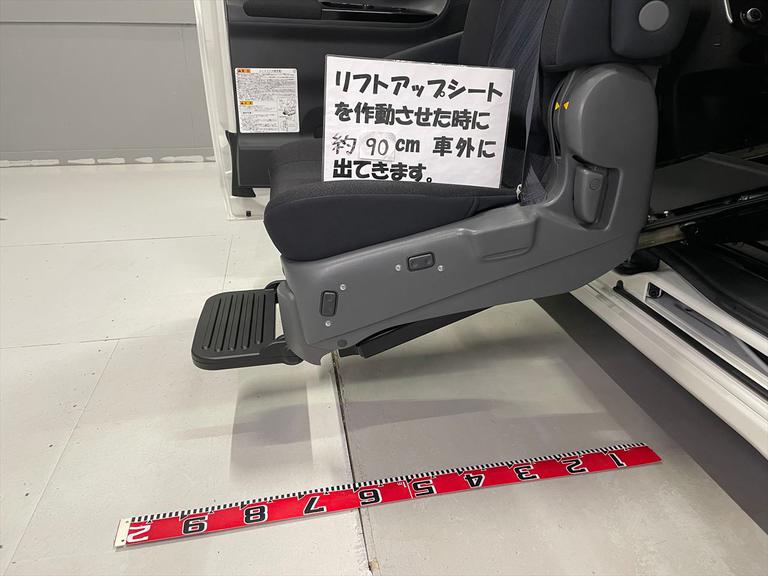 リフトアップシート
を作動させた時に
約90cm 車外に
出てきます。
2 9 8 7 6 5 4 3 2 1